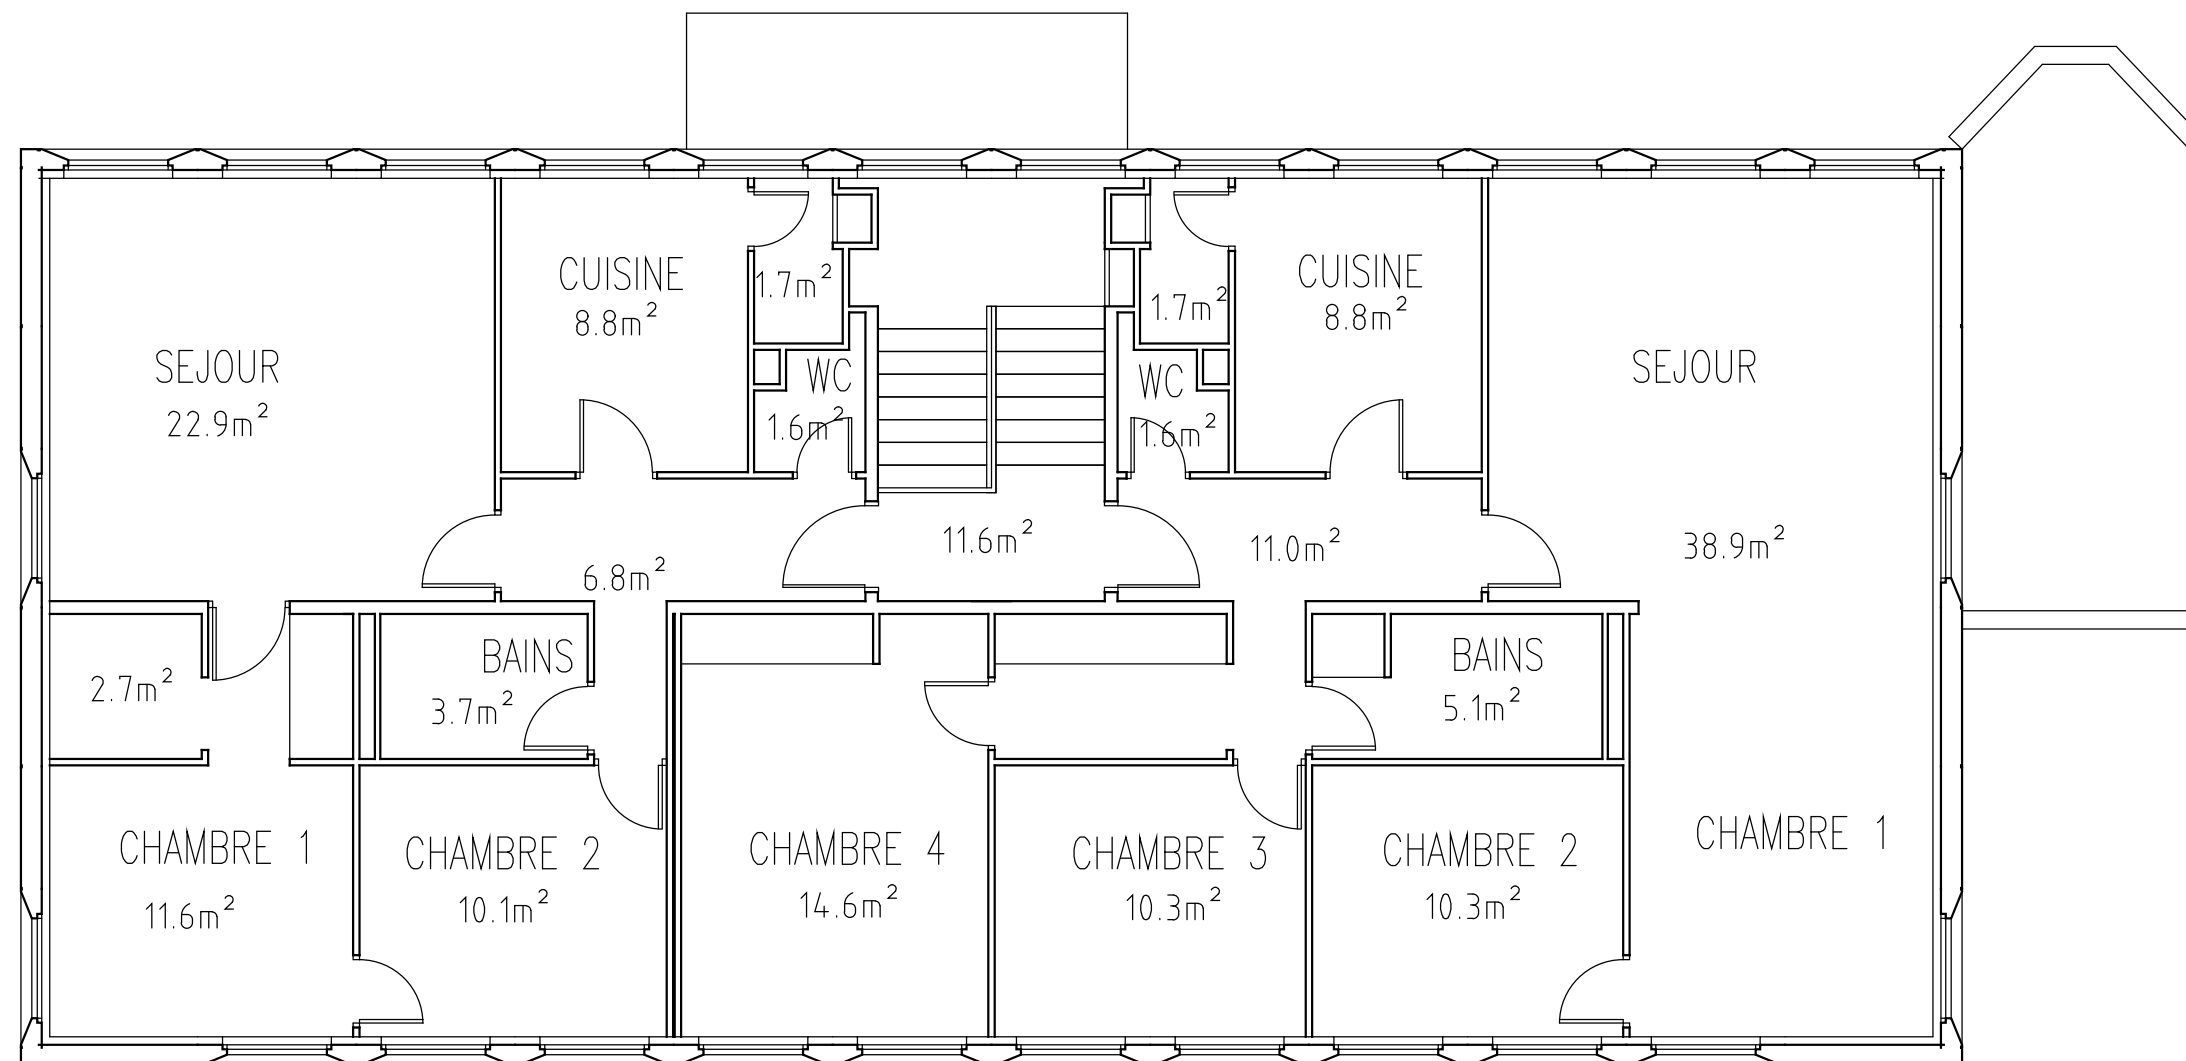 CUISINE
8.8m²
1.7m²
1.7m²
CUISINE
8.8m²
SEJOUR
22.9m²
WC
1.6m²
WC
1.6m²
SEJOUR
38.9m²
6.8m²
11.6m²
11.0m²
2.7m²
BAINS
3.7m²
BAINS
5.1m²
CHAMBRE 1
11.6m²
CHAMBRE 2
10.1m²
CHAMBRE 4
14.6m²
CHAMBRE 3
10.3m²
CHAMBRE 2
10.3m²
CHAMBRE 1